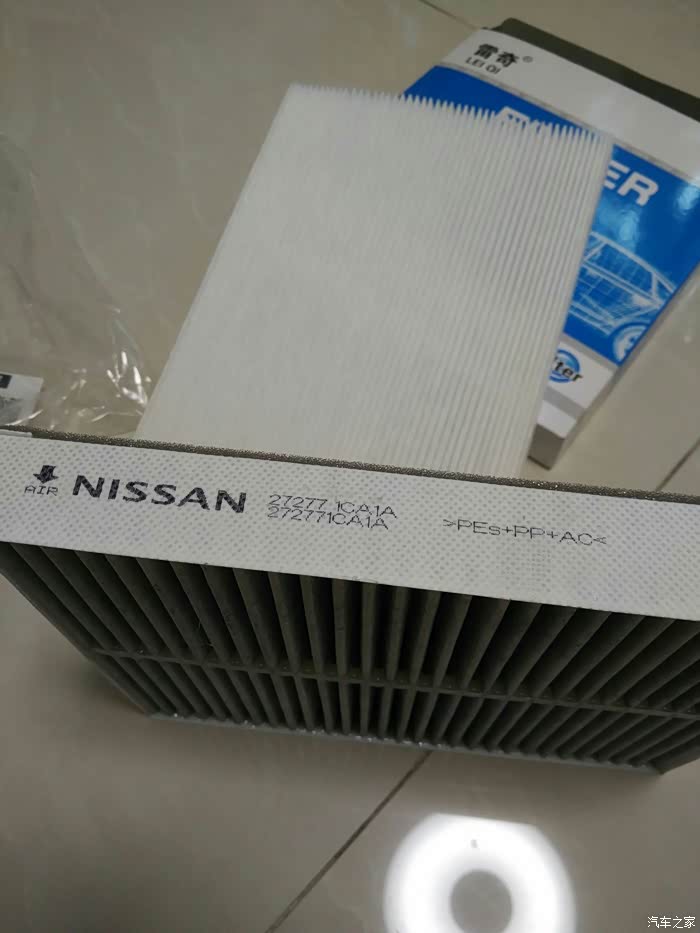 雷奇®
LEI QI
ER
lter
AIR
NISSAN
27277 1CA1A
272771CA1A
>PEs+PP+AC<
汽车之家